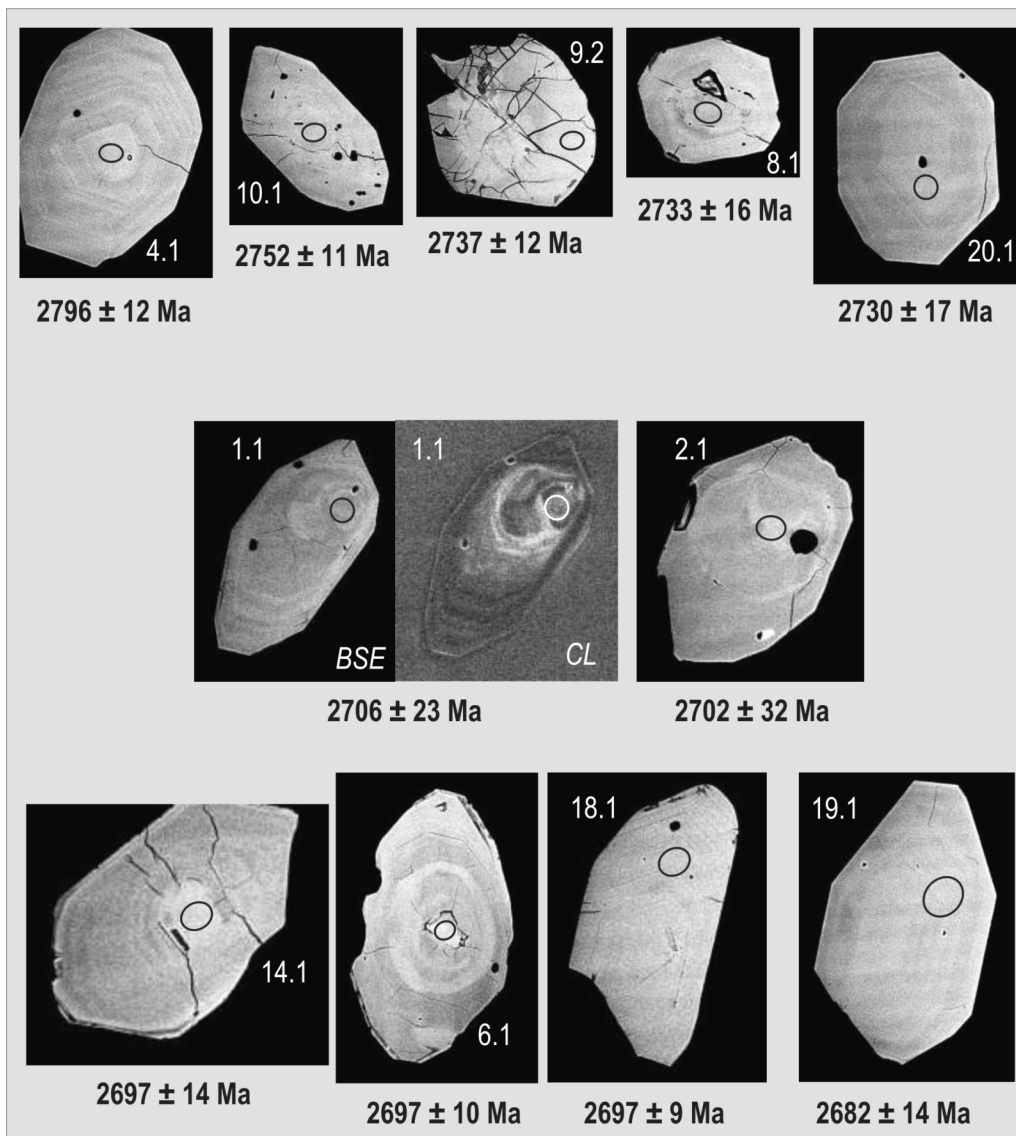 4.1
2796 ± 12 Ma
10.1
2752 ± 11 Ma
9.2
2737 ± 12 Ma
8.1
2733 ± 16 Ma
20.1
2730 ± 17 Ma
1.1
BSE
1.1
CL
2706 ± 23 Ma
2.1
2702 ± 32 Ma
14.1
2697 ± 14 Ma
6.1
2697 ± 10 Ma
18.1
2697 ± 9 Ma
19.1
2682 ± 14 Ma